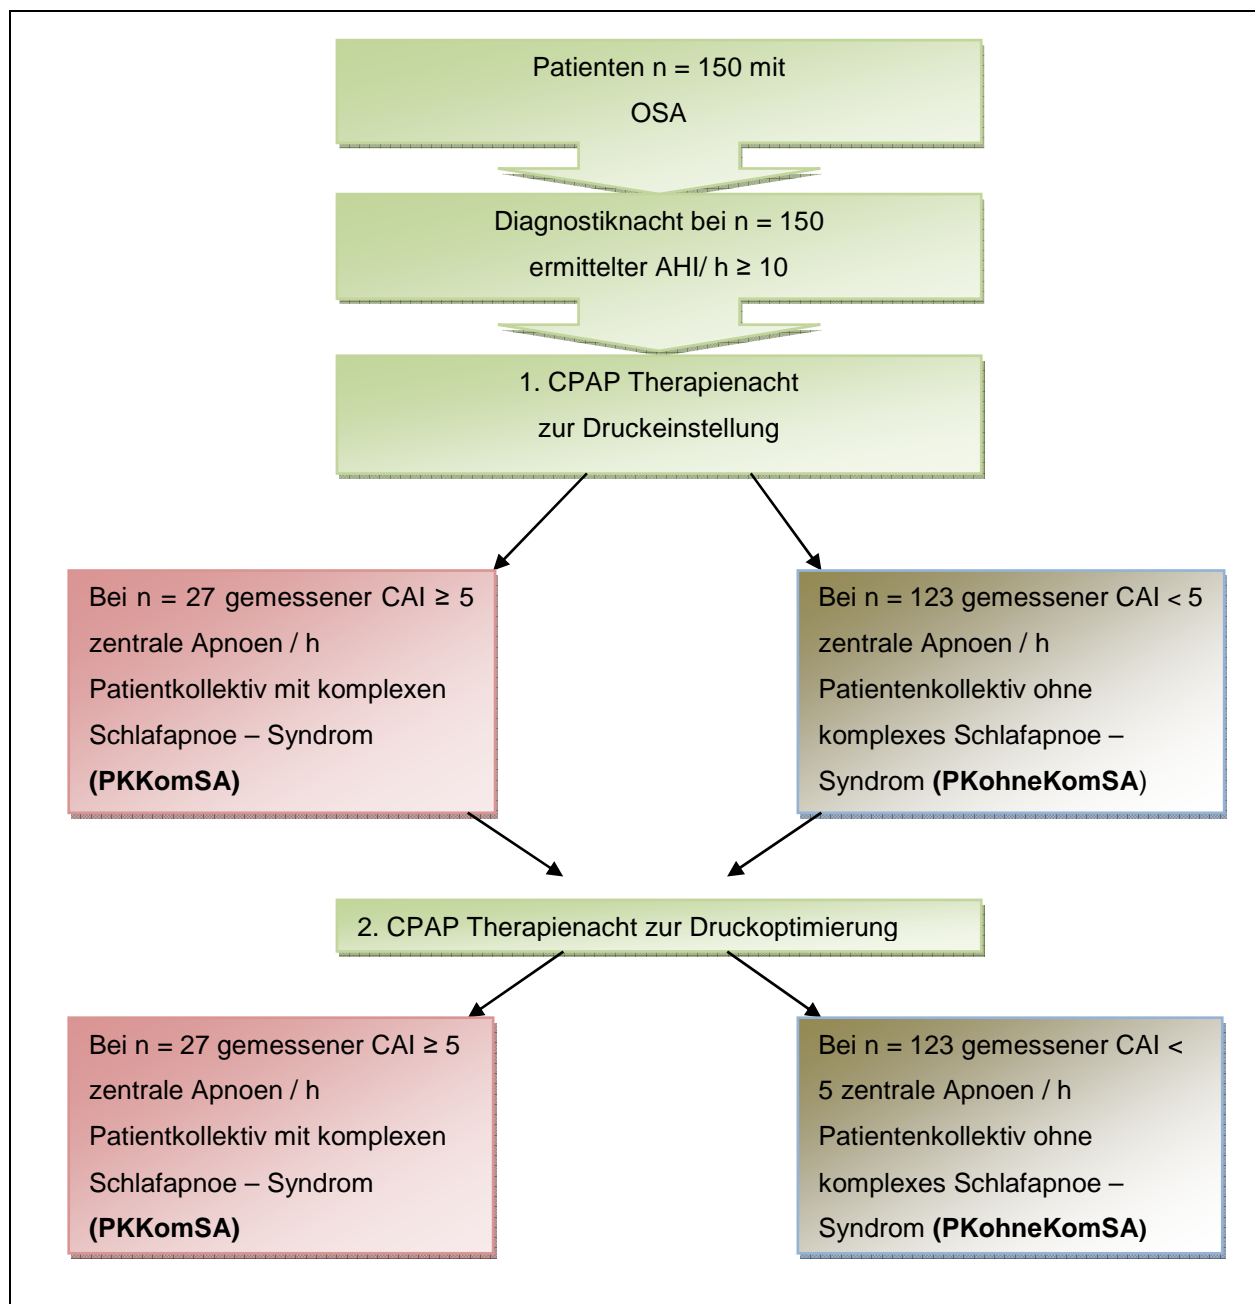 Patienten n = 150 mit
OSA
Diagnostiknacht bei n = 150
ermittelter AHI/ h ≥ 10
1. CPAP Therapienacht
zur Druckeinstellung
Bei n = 27 gemessener CAI ≥ 5
zentrale Apnoen / h
Patientkollektiv mit komplexen
Schlafapnoe – Syndrom
(PKKomSA)
Bei n = 123 gemessener CAI < 5
zentrale Apnoen / h
Patientenkollektiv ohne
komplexes Schlafapnoe –
Syndrom (PKohneKomSA)
2. CPAP Therapienacht zur Druckoptimierung
Bei n = 27 gemessener CAI ≥ 5
zentrale Apnoen / h
Patientkollektiv mit komplexen
Schlafapnoe – Syndrom
(PKKomSA)
Bei n = 123 gemessener CAI <
5 zentrale Apnoen / h
Patientenkollektiv ohne
komplexes Schlafapnoe –
Syndrom (PKohneKomSA)